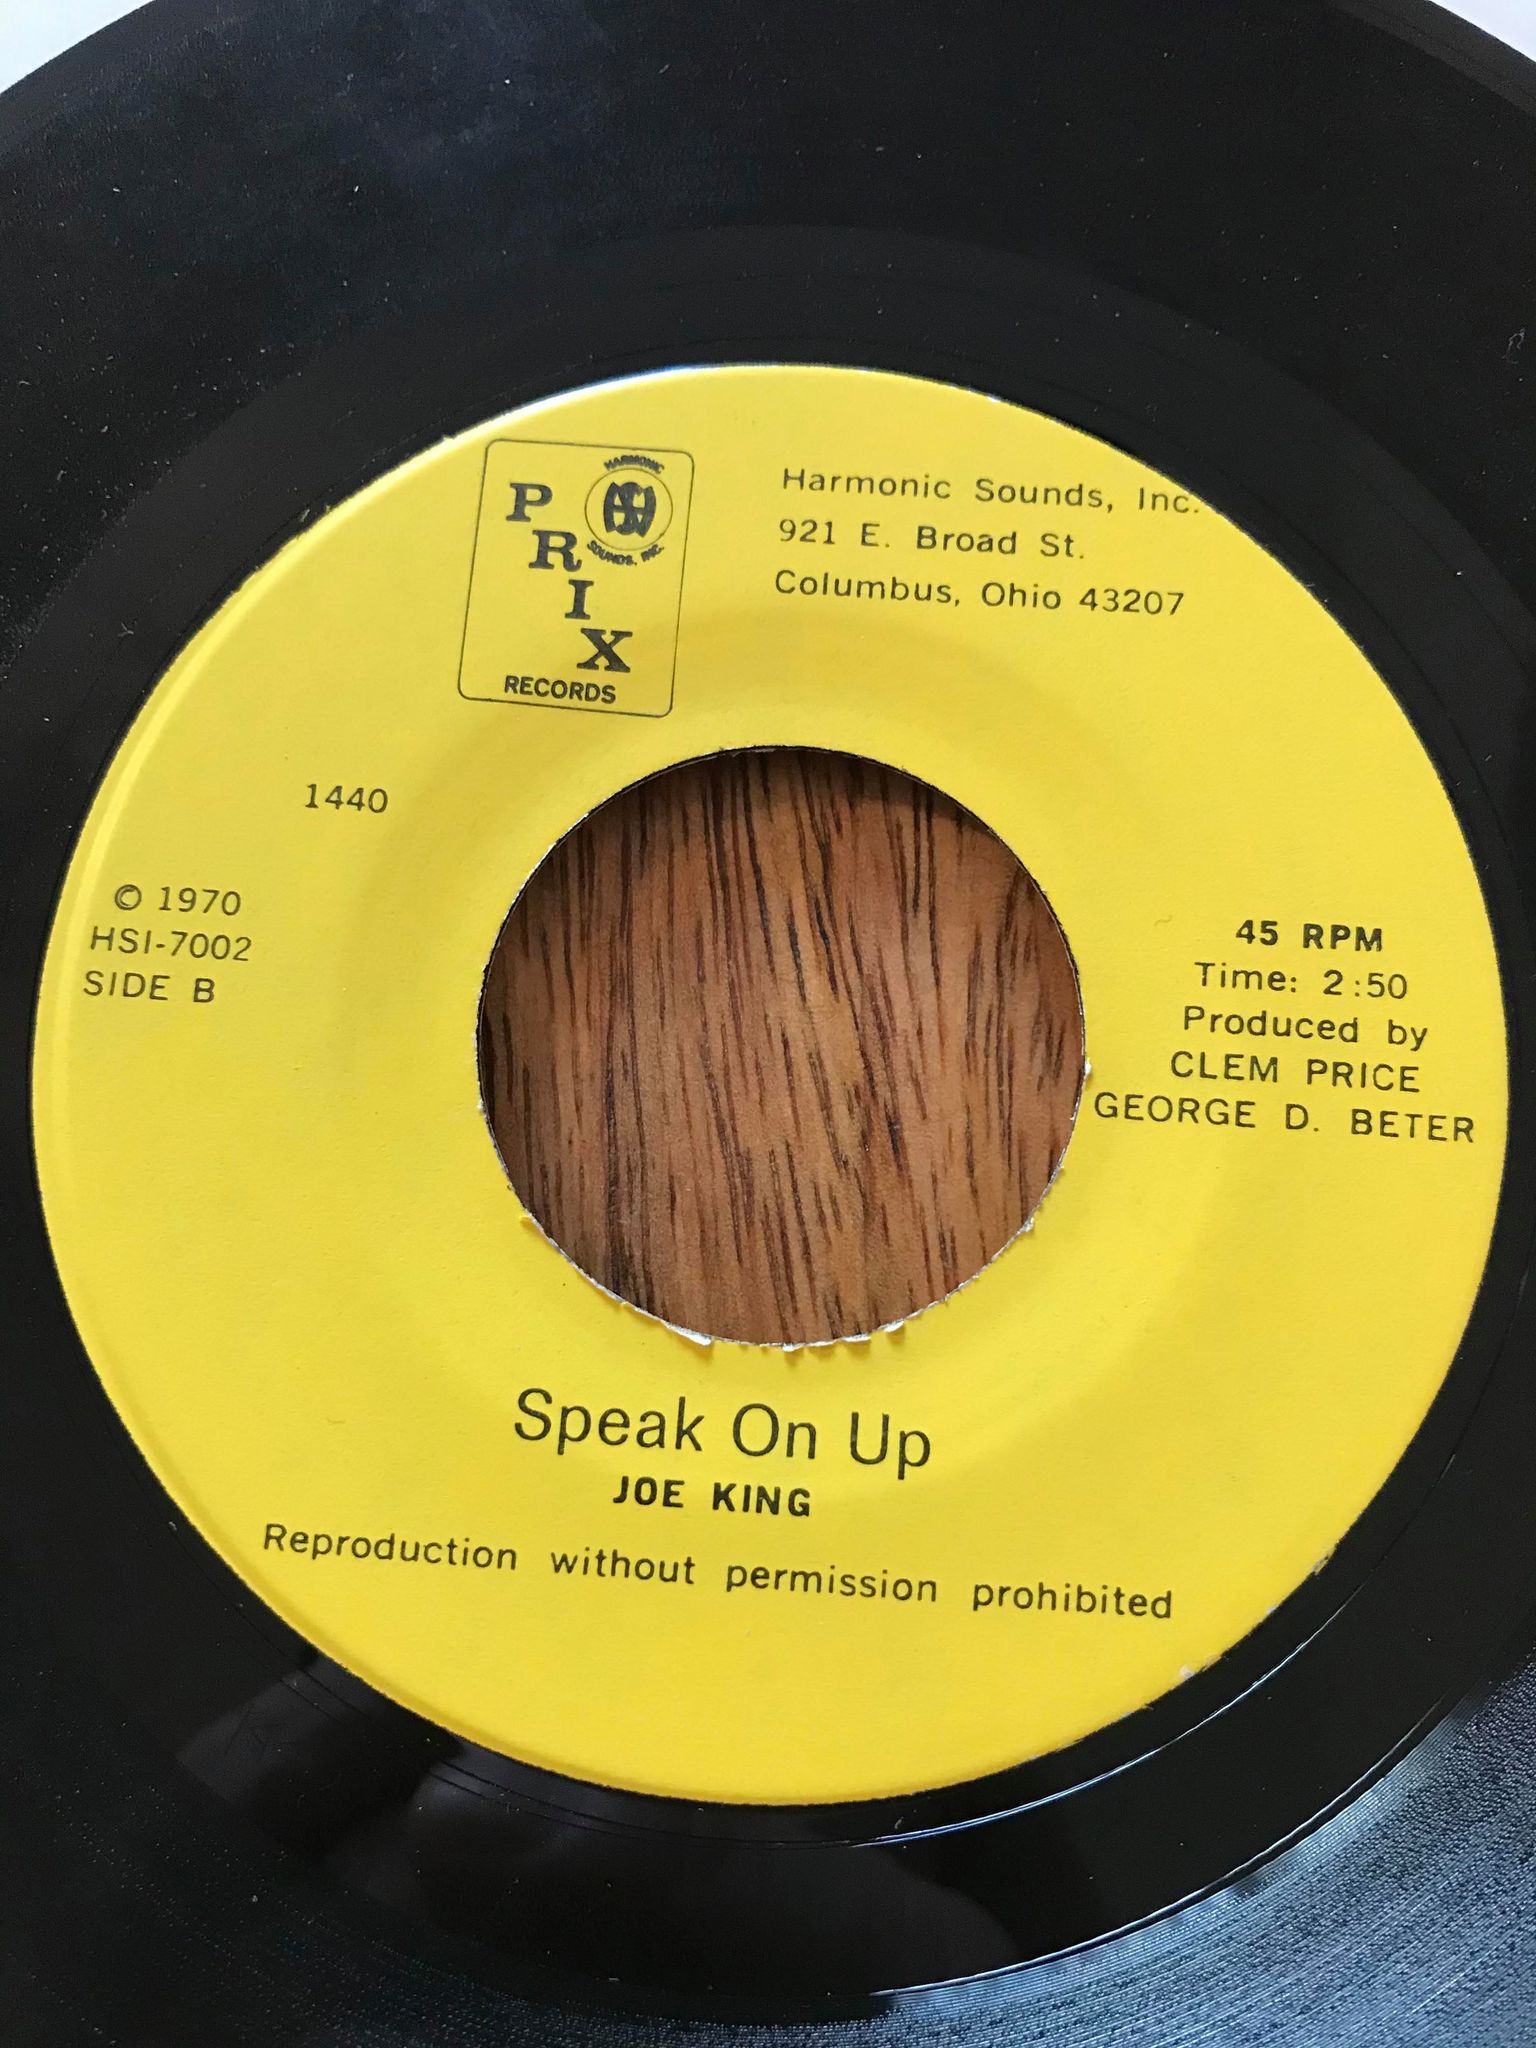 PRIX
HARMONIC
SOUNDS, INC.
RECORDS
Harmonic Sounds, Inc.
921 E. Broad St.
Columbus, Ohio 43207
1440
© 1970
HSI-7002
SIDE B
45 RPM
Time: 2:50
Produced by
CLEM PRICE
GEORGE D. BETER
Speak On Up
JOE KING
Reproduction without permission prohibited